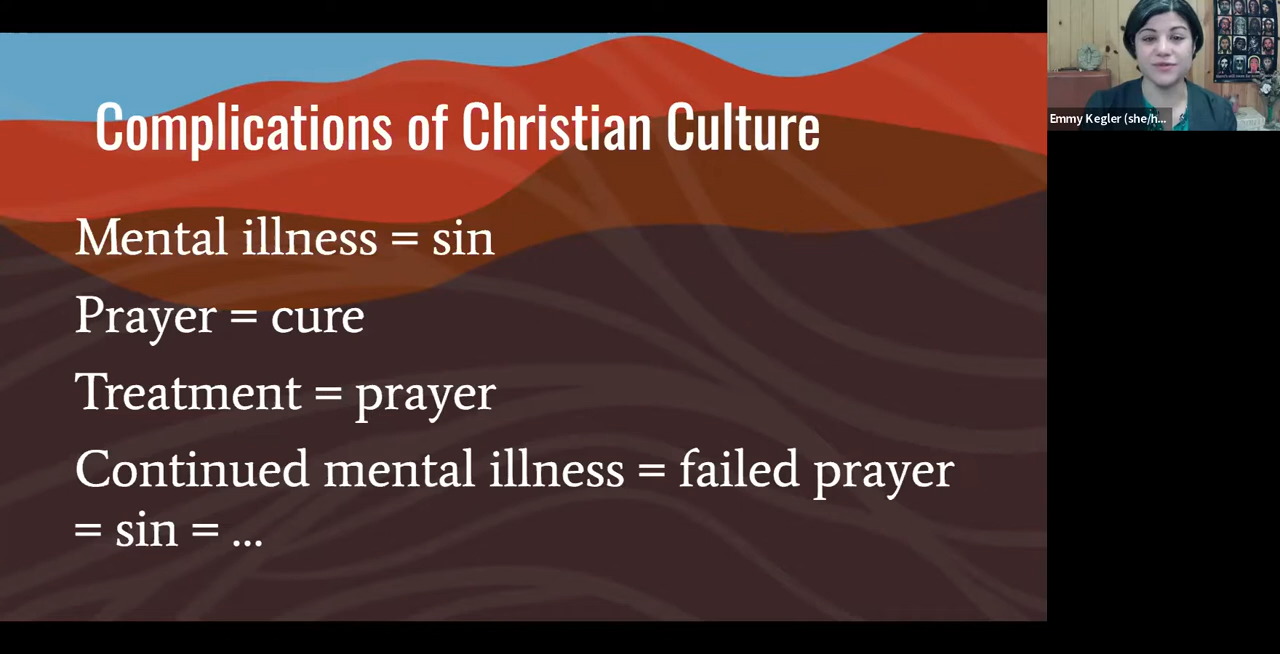 Complications of Christian Culture
Mental illness = sin
Prayer = cure
Treatment = prayer
Continued mental illness = failed prayer
= sin = ...
Emmy Kegler (she/h...